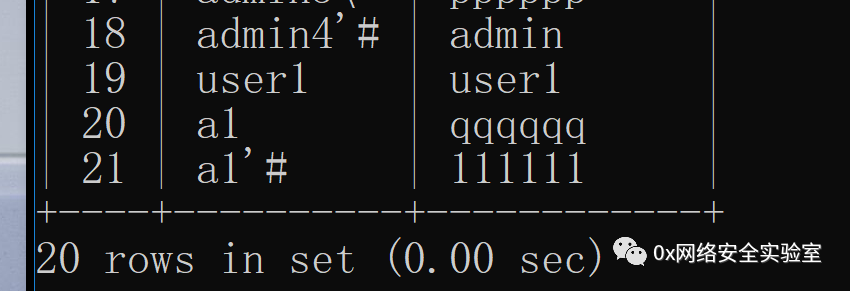 18 admin4'# admin
19 user1 user1
20 a1 qqqqqq
21 a1'# 111111
+----+----------+------------+
20 rows in set (0.00 sec)
0x网络安全实验室